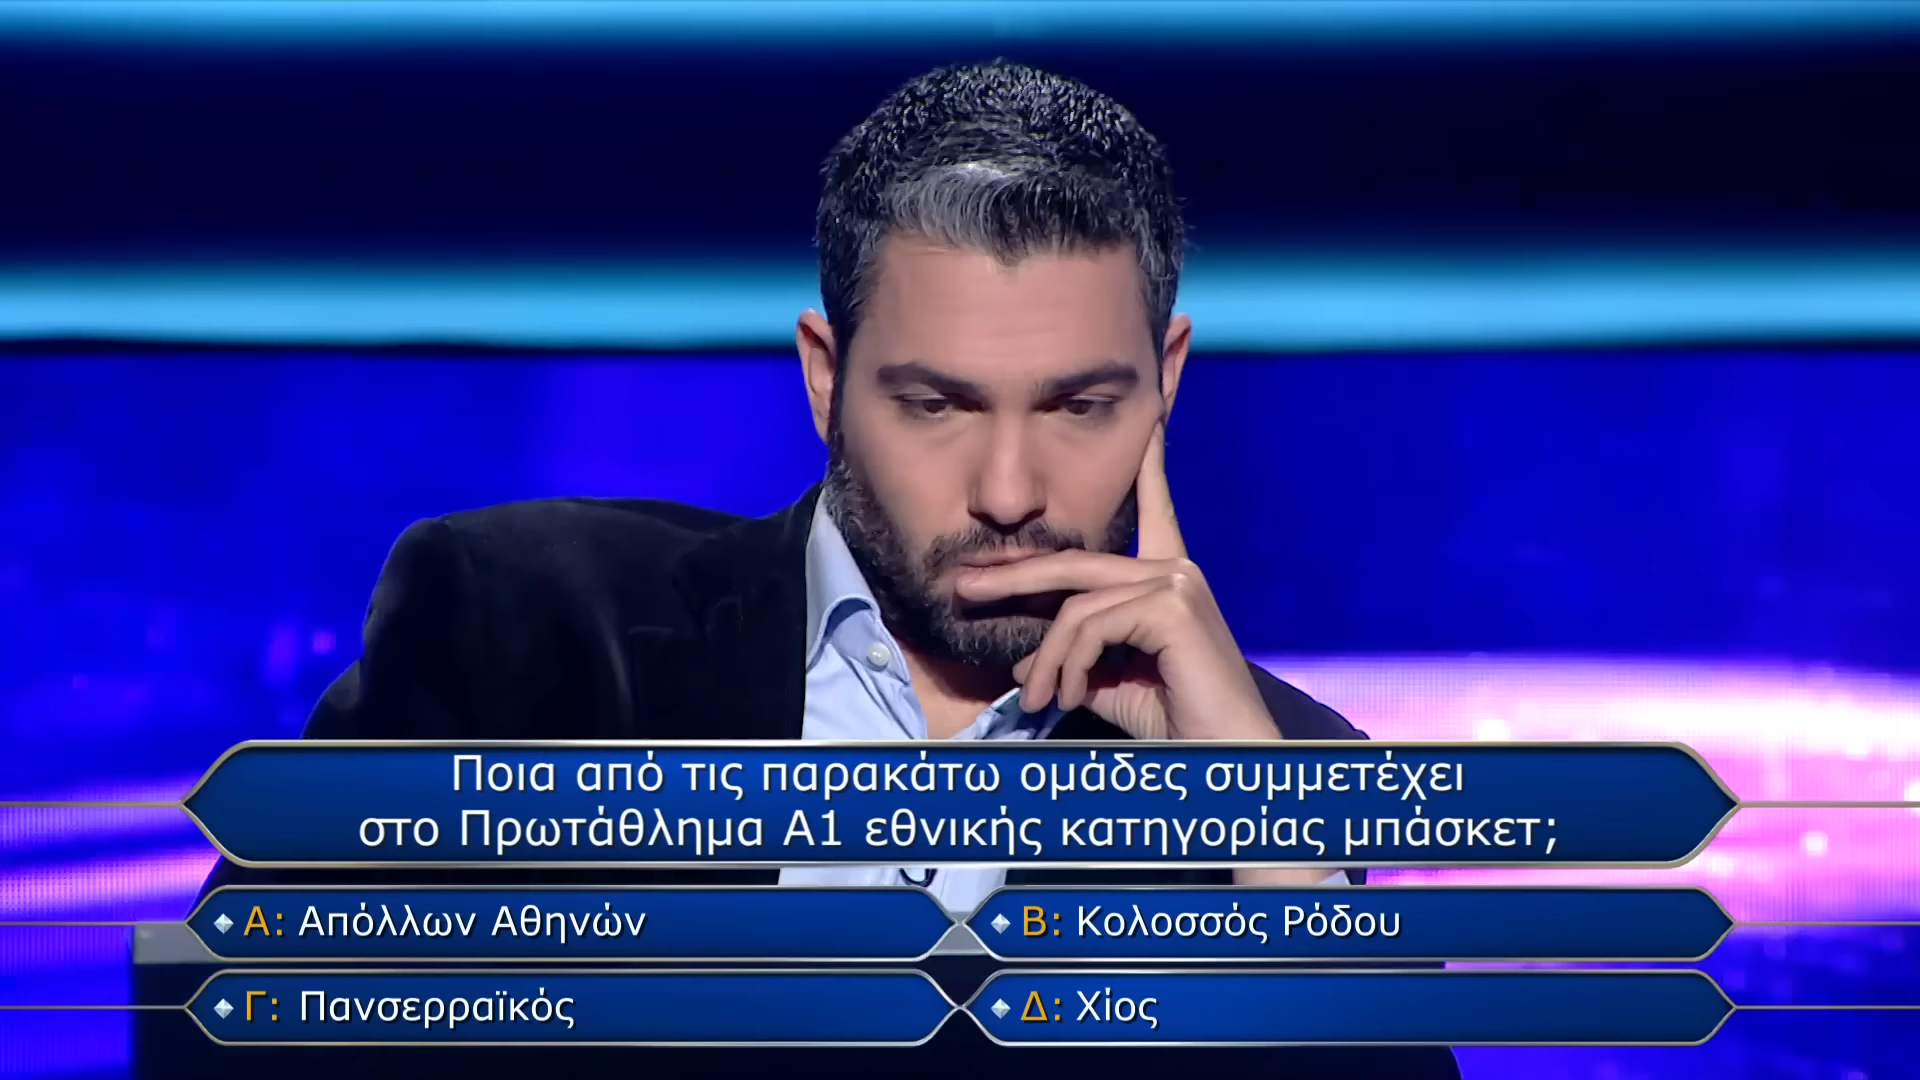 Ποια από τις παρακάτω ομάδες συμμετέχει
στο Πρωτάθλημα Α1 εθνικής κατηγορίας μπάσκετ;
Α: Απόλλων Αθηνών
Β: Κολοσσός Ρόδου
Γ: Πανσερραϊκός
Δ: Χίος